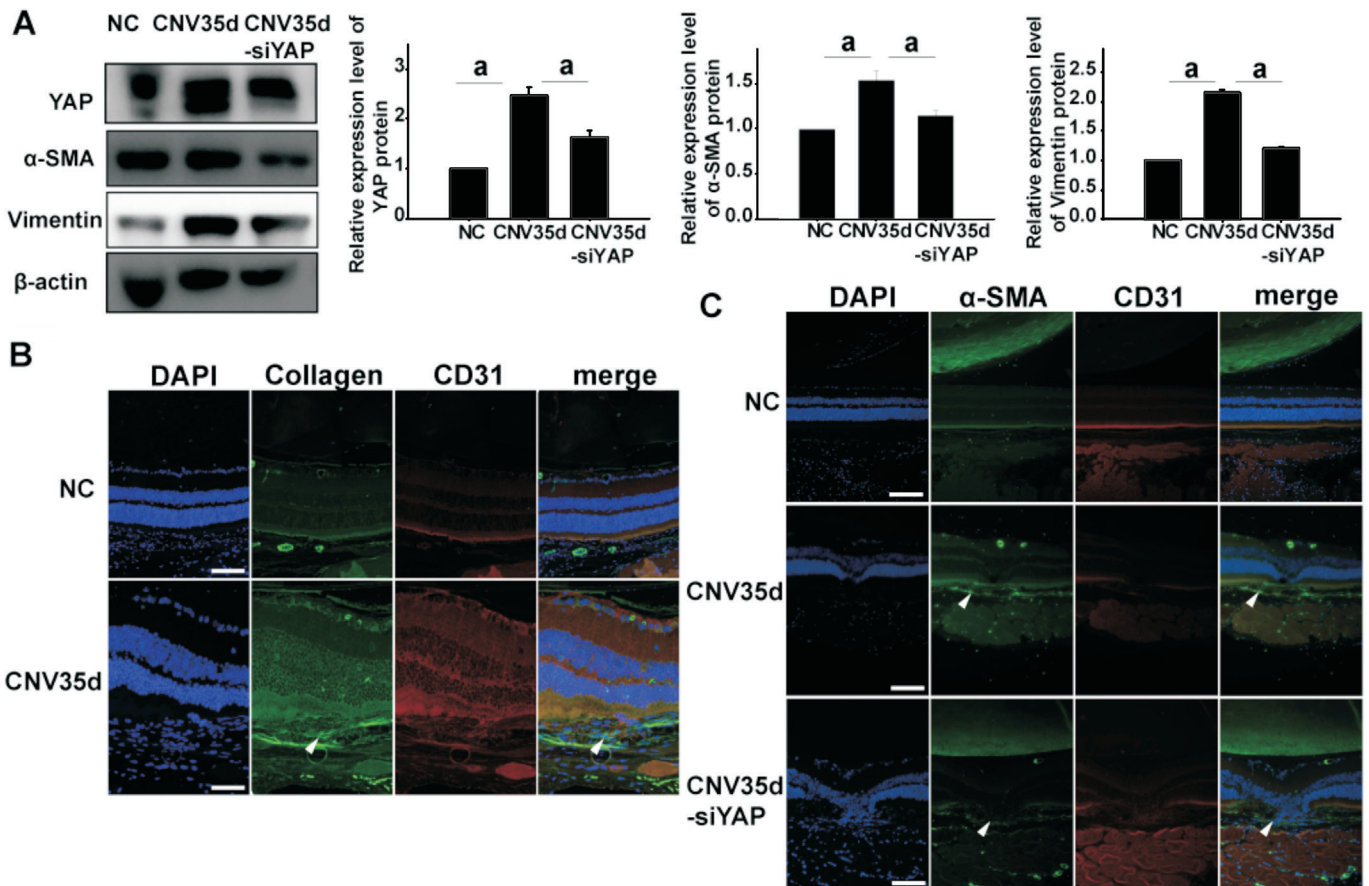 A
NC CNV35d CNV35d
-siYAP
YAP
α-SMA
Vimentin
β-actin
Relative expression level of
YAP protein
3
2
1
0
a a
NC CNV35d CNV35d
-siYAP
Relative expression level
of α-SMA protein
1.5
1.0
0.5
0.0
a a
NC CNV35d CNV35d
-siYAP
Relative expression level
of Vimentin protein
2.5
2.0
1.5
1.0
0.5
0.0
a a
NC CNV35d CNV35d
-siYAP
B
DAPI Collagen CD31 merge
NC
CNV35d
C
DAPI α-SMA CD31 merge
NC
CNV35d
CNV35d
-siYAP